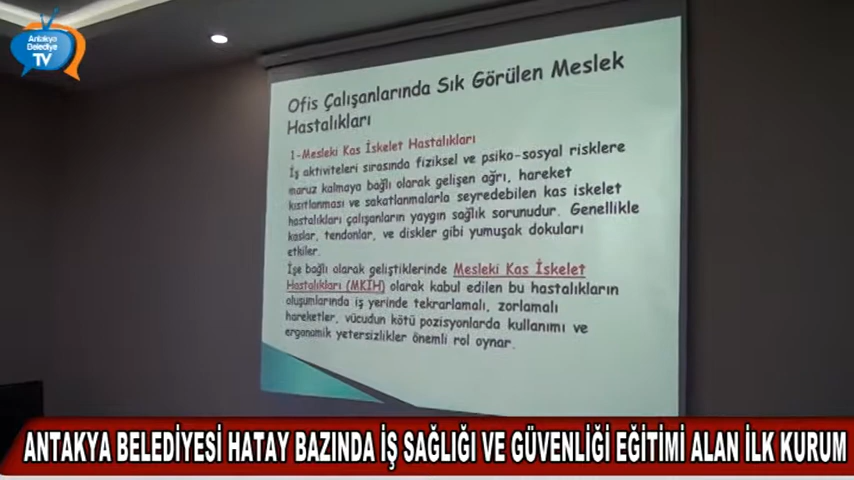 Antakya
Belediye
TV
Ofis Çalışanlarında Sık Görülen Meslek
Hastalıkları
1-Mesleki Kas İskelet Hastalıkları
İş aktiviteleri sırasında fiziksel ve psiko-sosyal risklere
maruz kalmaya bağlı olarak gelişen ağrı, hareket
kısıtlanması ve sakatlanmalarla seyredebilen kas iskelet
hastalıkları çalışanların yaygın sağlık sorunudur. Genellikle
kaslar, tendonlar, ve diskler gibi yumuşak dokuları
etkiler.
İşe bağlı olarak geliştiklerinde Mesleki Kas İskelet
Hastalıkları (MKİH) olarak kabul edilen bu hastalıkların
oluşumlarında iş yerinde tekrarlamalı, zorlamalı
hareketler, vücudun kötü pozisyonlarda kullanımı ve
ergonomik yetersizlikler önemli rol oynar.
ANTAKYA BELEDİYESİ HATAY BAZINDA İŞ SAĞLIĞI VE GÜVENLİĞİ EĞİTİMİ ALAN İLK KURUM